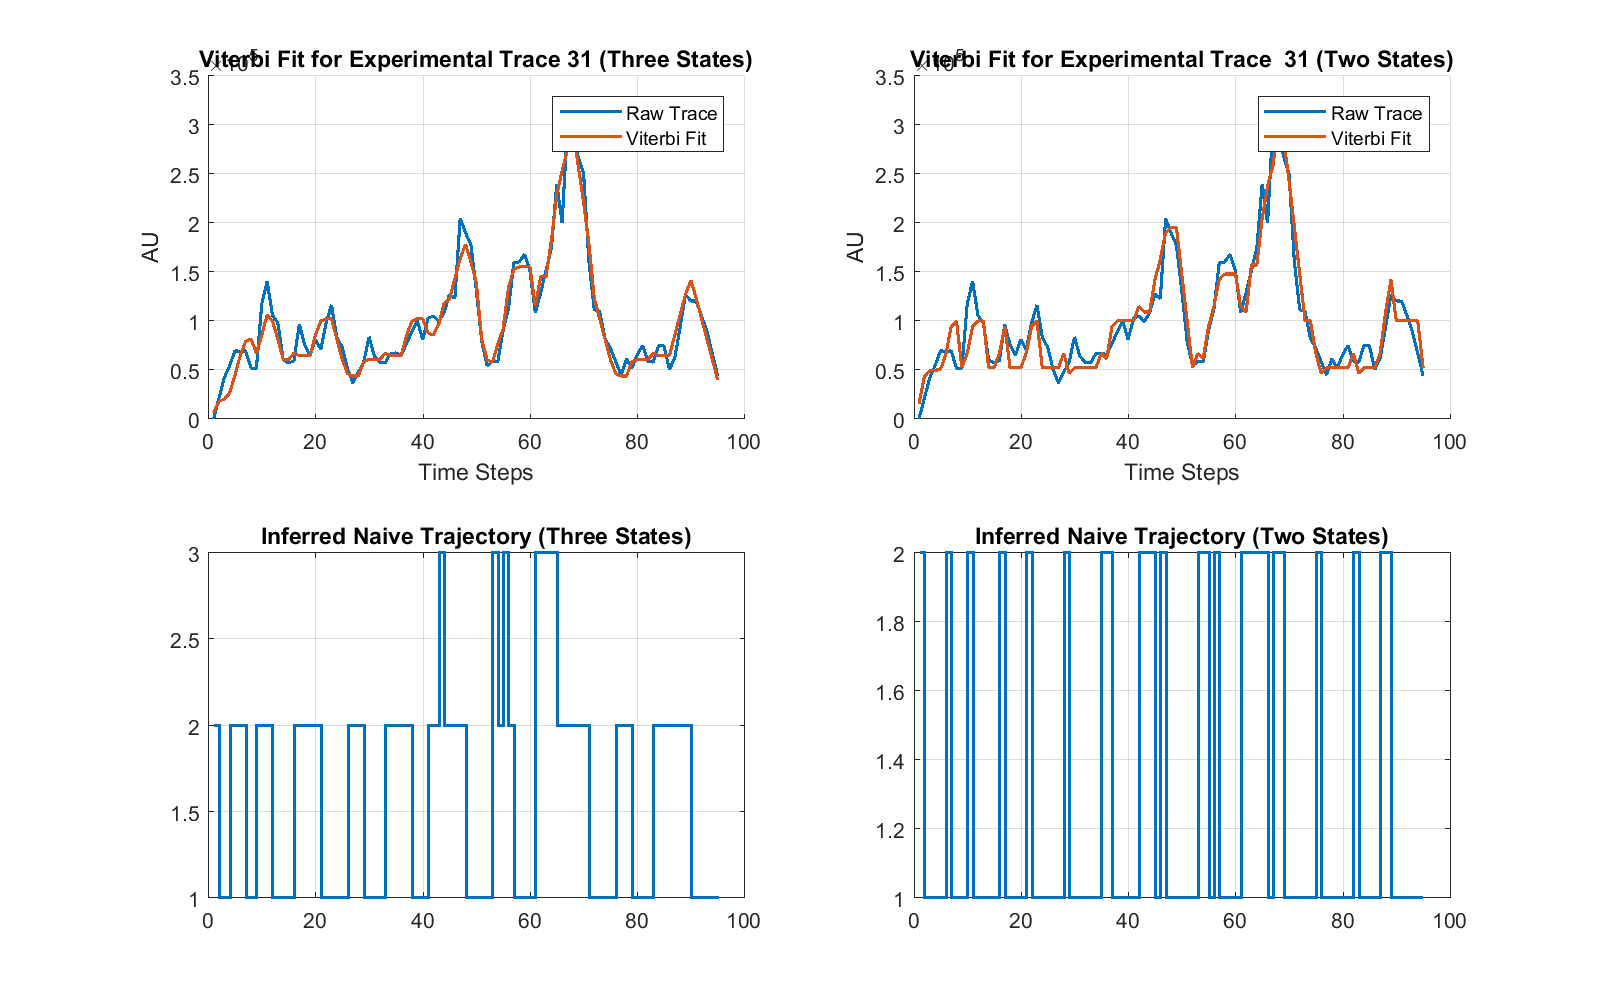 Viterbi Fit for Experimental Trace 31 (Three States)
×10^5
3.5
3
2.5
2
1.5
1
0.5
0
AU
Raw Trace
Viterbi Fit
0 20 40 60 80 100
Time Steps
Viterbi Fit for Experimental Trace  31 (Two States)
×10^5
3.5
3
2.5
2
1.5
1
0.5
0
AU
Raw Trace
Viterbi Fit
0 20 40 60 80 100
Time Steps
Inferred Naive Trajectory (Three States)
3
2.5
2
1.5
1
0 20 40 60 80 100
Inferred Naive Trajectory (Two States)
2
1.8
1.6
1.4
1.2
1
0 20 40 60 80 100